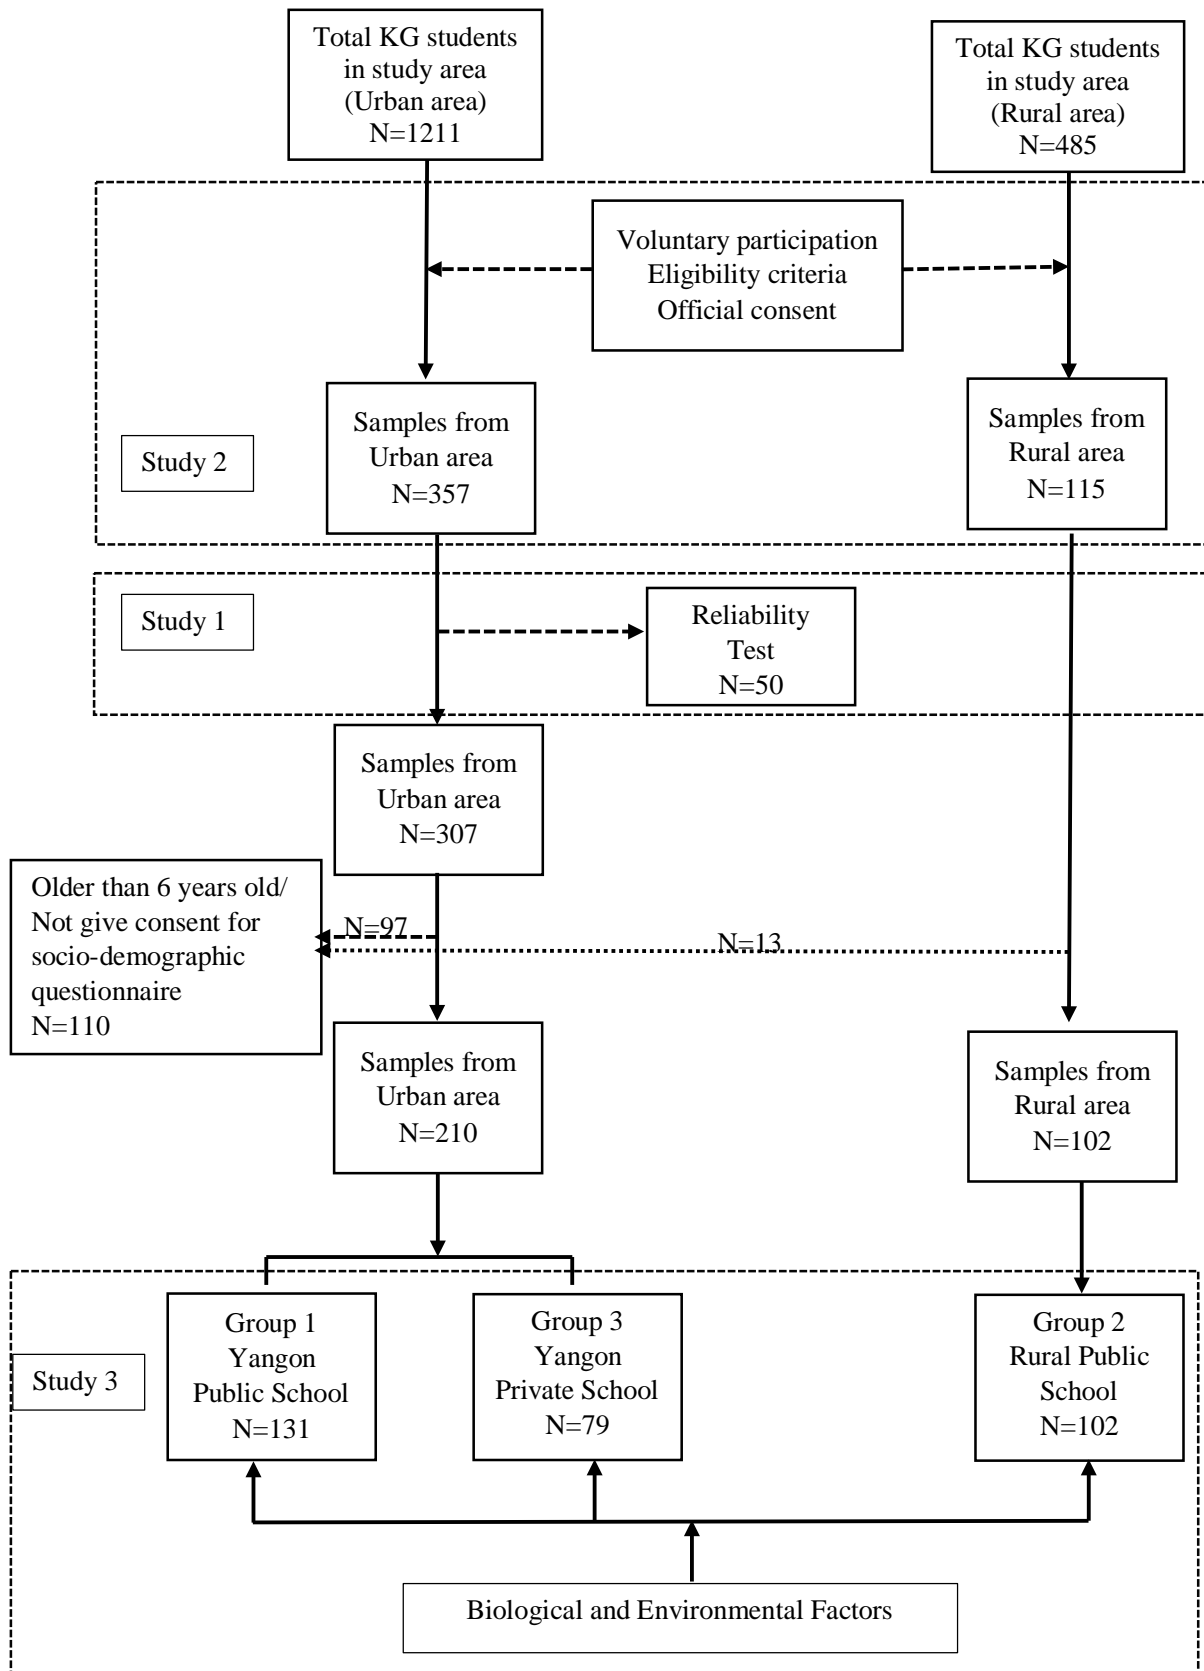 Total KG students
in study area
(Urban area)
N=1211
Total KG students
in study area
(Rural area)
N=485
Voluntary participation
Eligibility criteria
Official consent
Samples from
Urban area
N=357
Samples from
Rural area
N=115
Study 2
Study 1
Reliability
Test
N=50
Samples from
Urban area
N=307
Older than 6 years old/
Not give consent for
socio-demographic
questionnaire
N=110
N=97
N=13
Samples from
Urban area
N=210
Samples from
Rural area
N=102
Study 3
Group 1
Yangon
Public School
N=131
Group 3
Yangon
Private School
N=79
Group 2
Rural Public
School
N=102
Biological and Environmental Factors